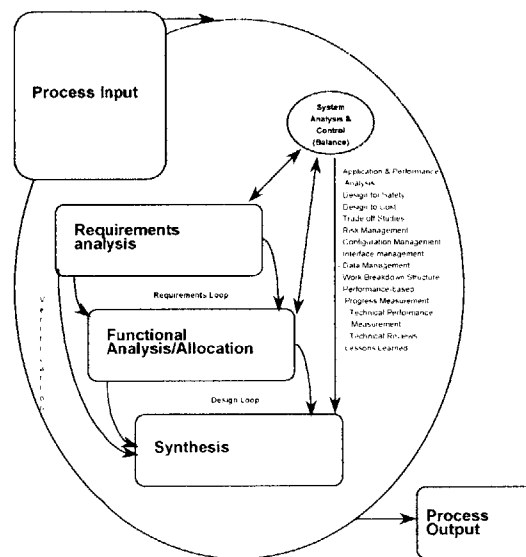 Process Input
System
Analysis &
Control
(Balance)
Application & Performance
Analysis
Design for Safety
Design to Cost
Trade off Studies
Risk Management
Configuration Management
Interface management
Data Management
Work Breakdown Structure
Performance-based
Progress Measurement
Technical Performance
Measurement
Technical Reviews
Lessons Learned
Requirements
analysis
Requirements Loop
Functional
Analysis/Allocation
Design Loop
Synthesis
Verification
Process
Output